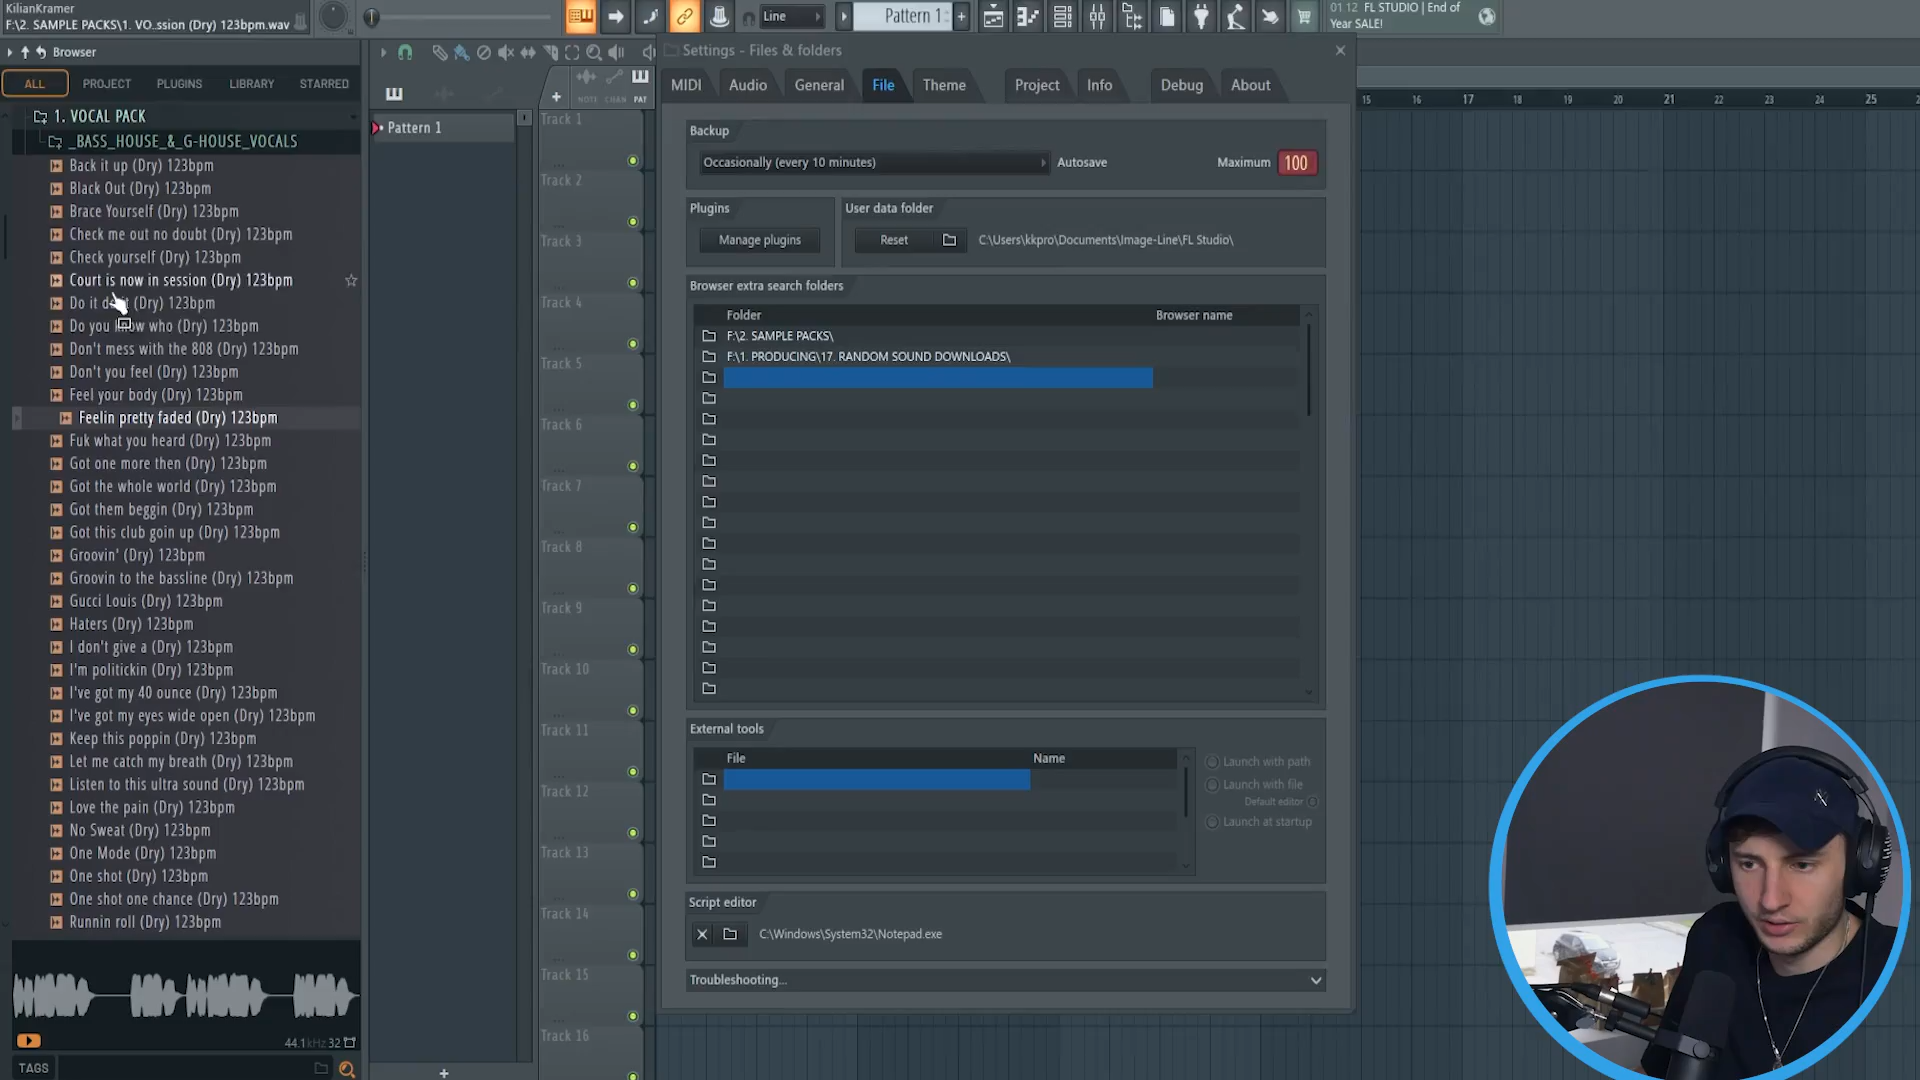 KilianKramer
F:\2. SAMPLE PACKS\1. VO..ssion (Dry) 123bpm.wav
Line
Pattern 1
01 12 FL STUDIO | End of
Year SALE!
Browser
ALL
PROJECT
PLUGINS
LIBRARY
STARRED
1. VOCAL PACK
_BASS_HOUSE_&_G-HOUSE_VOCALS
Back it up (Dry) 123bpm
Black Out (Dry) 123bpm
Brace Yourself (Dry) 123bpm
Check me out no doubt (Dry) 123bpm
Check yourself (Dry) 123bpm
Court is now in session (Dry) 123bpm
Do it (Dry) 123bpm
Do you know who (Dry) 123bpm
Don't mess with the 808 (Dry) 123bpm
Don't you feel (Dry) 123bpm
Feel your body (Dry) 123bpm
Feelin pretty faded (Dry) 123bpm
Fuk what you heard (Dry) 123bpm
Got one more then (Dry) 123bpm
Got the whole world (Dry) 123bpm
Got them beggin (Dry) 123bpm
Got this club goin up (Dry) 123bpm
Groovin' (Dry) 123bpm
Groovin to the bassline (Dry) 123bpm
Gucci Louis (Dry) 123bpm
Haters (Dry) 123bpm
I don't give a (Dry) 123bpm
I'm politickin (Dry) 123bpm
I've got my 40 ounce (Dry) 123bpm
I've got my eyes wide open (Dry) 123bpm
Keep this poppin (Dry) 123bpm
Let me catch my breath (Dry) 123bpm
Listen to this ultra sound (Dry) 123bpm
Love the pain (Dry) 123bpm
No Sweat (Dry) 123bpm
One Mode (Dry) 123bpm
One shot (Dry) 123bpm
One shot one chance (Dry) 123bpm
Runnin roll (Dry) 123bpm
44.1kHz 32
TAGS
Pattern 1
NOTE CHAN PAT
Track 1
Track 2
Track 3
Track 4
Track 5
Track 6
Track 7
Track 8
Track 9
Track 10
Track 11
Track 12
Track 13
Track 14
Track 15
Track 16
Settings - Files & folders
MIDI
Audio
General
File
Theme
Project
Info
Debug
About
Backup
Occasionally (every 10 minutes)
Autosave
Maximum
100
Plugins
Manage plugins
User data folder
Reset
C:\Users\kkpro\Documents\Image-Line\FL Studio\
Browser extra search folders
Folder
Browser name
F:\2. SAMPLE PACKS\
F:\1. PRODUCING\17. RANDOM SOUND DOWNLOADS\
External tools
File
Name
Launch with path
Launch with file
Default editor
Launch at startup
Script editor
C:\Windows\System32\Notepad.exe
Troubleshooting...
15 16 17 18 19 20 21 22 23 24 25